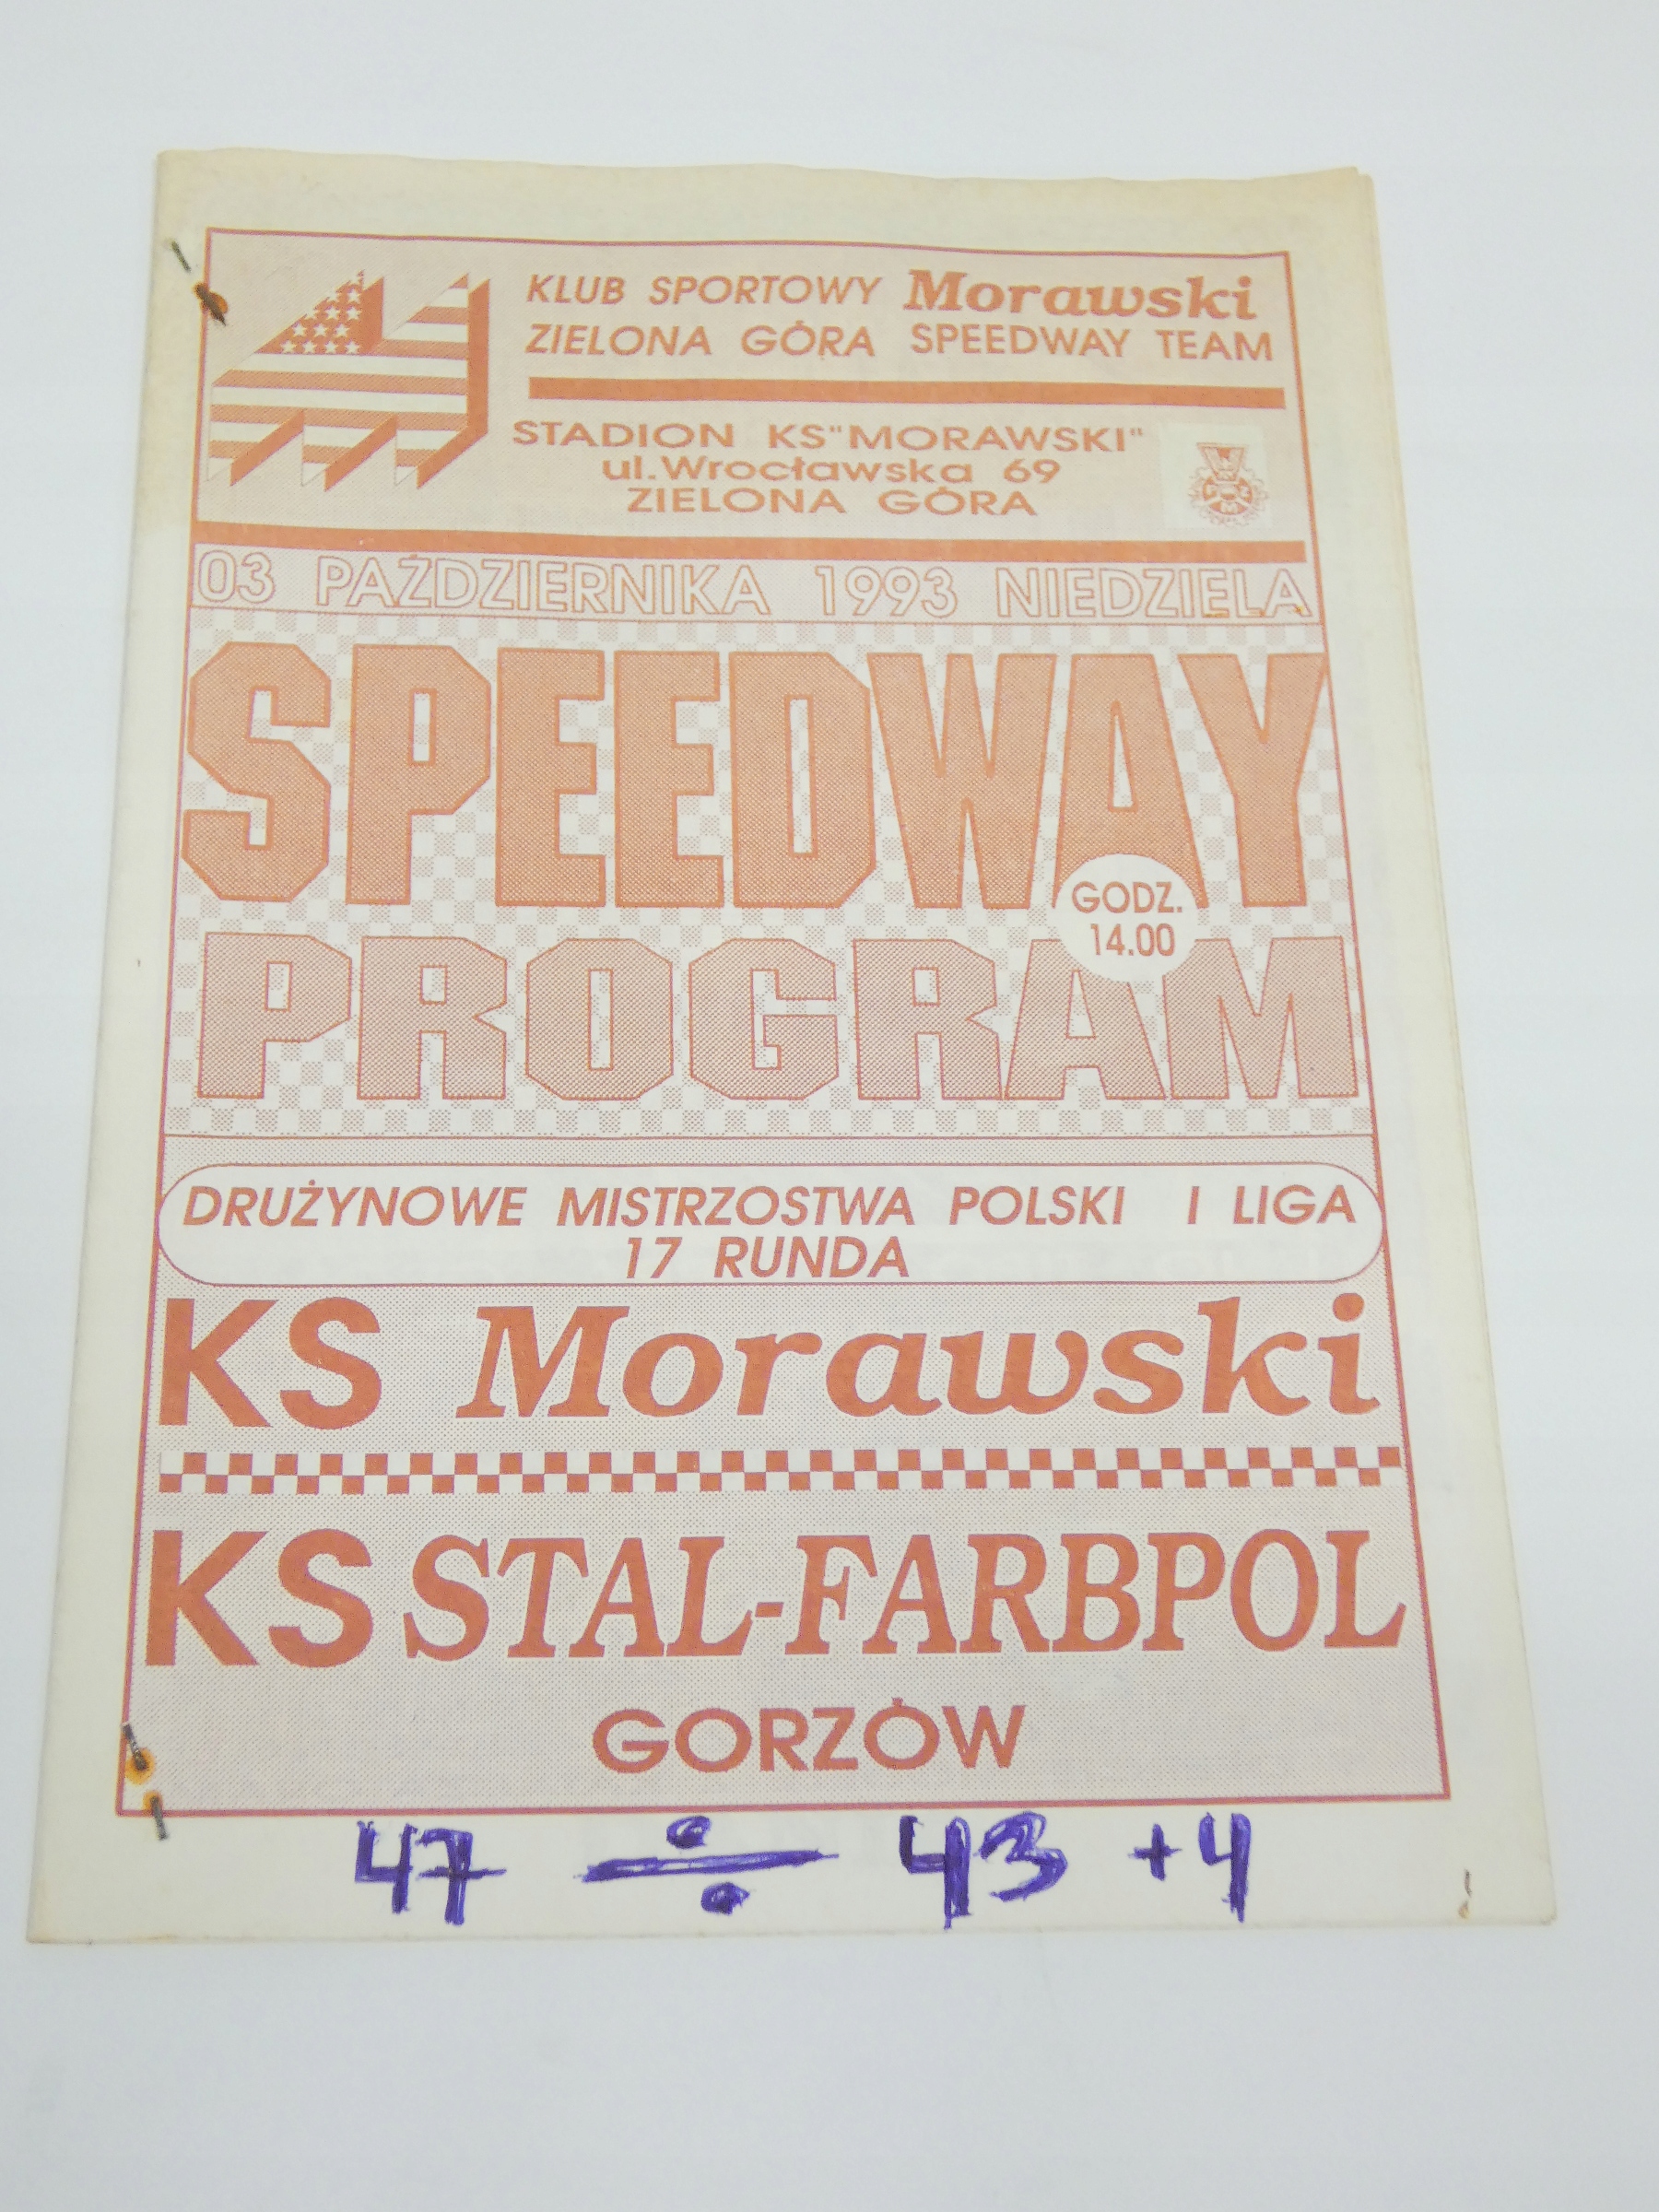 KLUB SPORTOWY Morawski
ZIELONA GÓRA SPEEDWAY TEAM
STADION KS"MORAWSKI"
ul.Wrocławska 69
ZIELONA GÓRA
03 PAŹDZIERNIKA 1993 NIEDZIELA
SPEEDWAY
GODZ.
14.00
PROGRAM
DRUŻYNOWE MISTRZOSTWA POLSKI I LIGA
17 RUNDA
KS Morawski
KS STAL-FARBPOL
GORZÓW
47 ÷ 43 +4